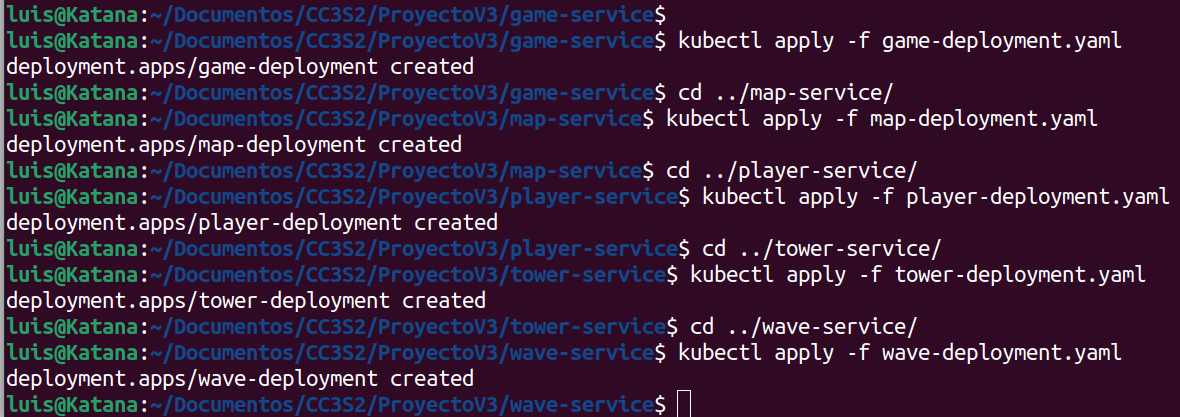 luis@Katana:~/Documentos/CC3S2/ProyectoV3/game-service$
luis@Katana:~/Documentos/CC3S2/ProyectoV3/game-service$ kubectl apply -f game-deployment.yaml
deployment.apps/game-deployment created
luis@Katana:~/Documentos/CC3S2/ProyectoV3/game-service$ cd ../map-service/
luis@Katana:~/Documentos/CC3S2/ProyectoV3/map-service$ kubectl apply -f map-deployment.yaml
deployment.apps/map-deployment created
luis@Katana:~/Documentos/CC3S2/ProyectoV3/map-service$ cd ../player-service/
luis@Katana:~/Documentos/CC3S2/ProyectoV3/player-service$ kubectl apply -f player-deployment.yaml
deployment.apps/player-deployment created
luis@Katana:~/Documentos/CC3S2/ProyectoV3/player-service$ cd ../tower-service/
luis@Katana:~/Documentos/CC3S2/ProyectoV3/tower-service$ kubectl apply -f tower-deployment.yaml
deployment.apps/tower-deployment created
luis@Katana:~/Documentos/CC3S2/ProyectoV3/tower-service$ cd ../wave-service/
luis@Katana:~/Documentos/CC3S2/ProyectoV3/wave-service$ kubectl apply -f wave-deployment.yaml
deployment.apps/wave-deployment created
luis@Katana:~/Documentos/CC3S2/ProyectoV3/wave-service$